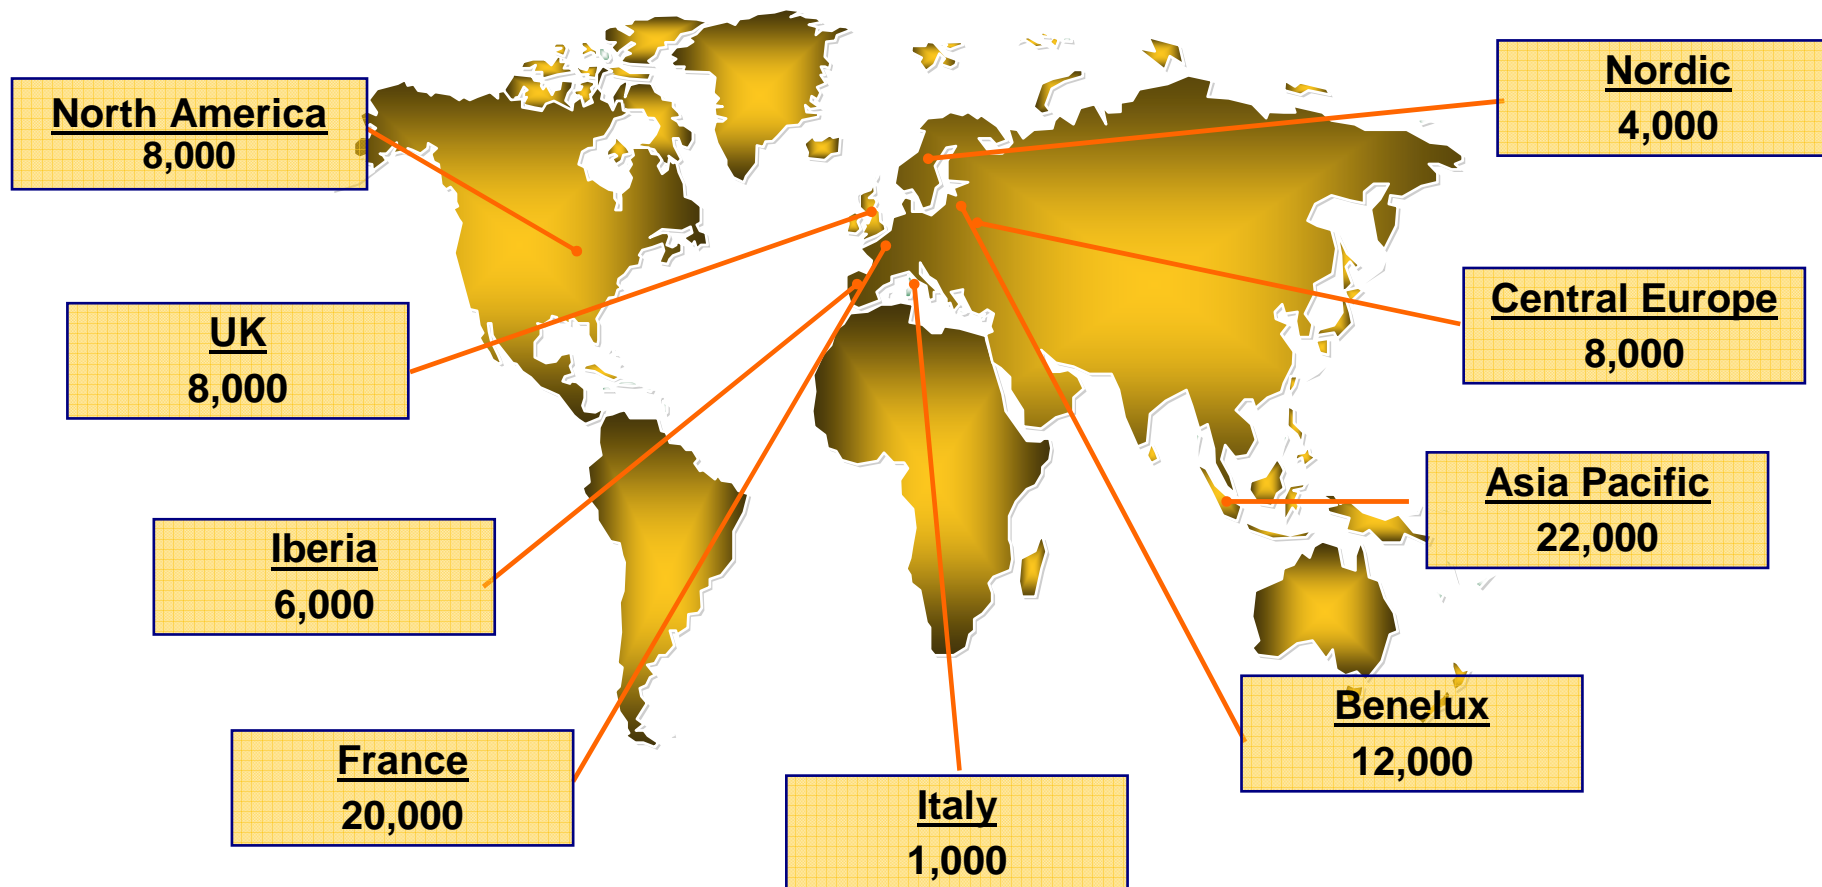 North America
8,000
Nordic
4,000
UK
8,000
Central Europe
8,000
Iberia
6,000
Asia Pacific
22,000
France
20,000
Italy
1,000
Benelux
12,000